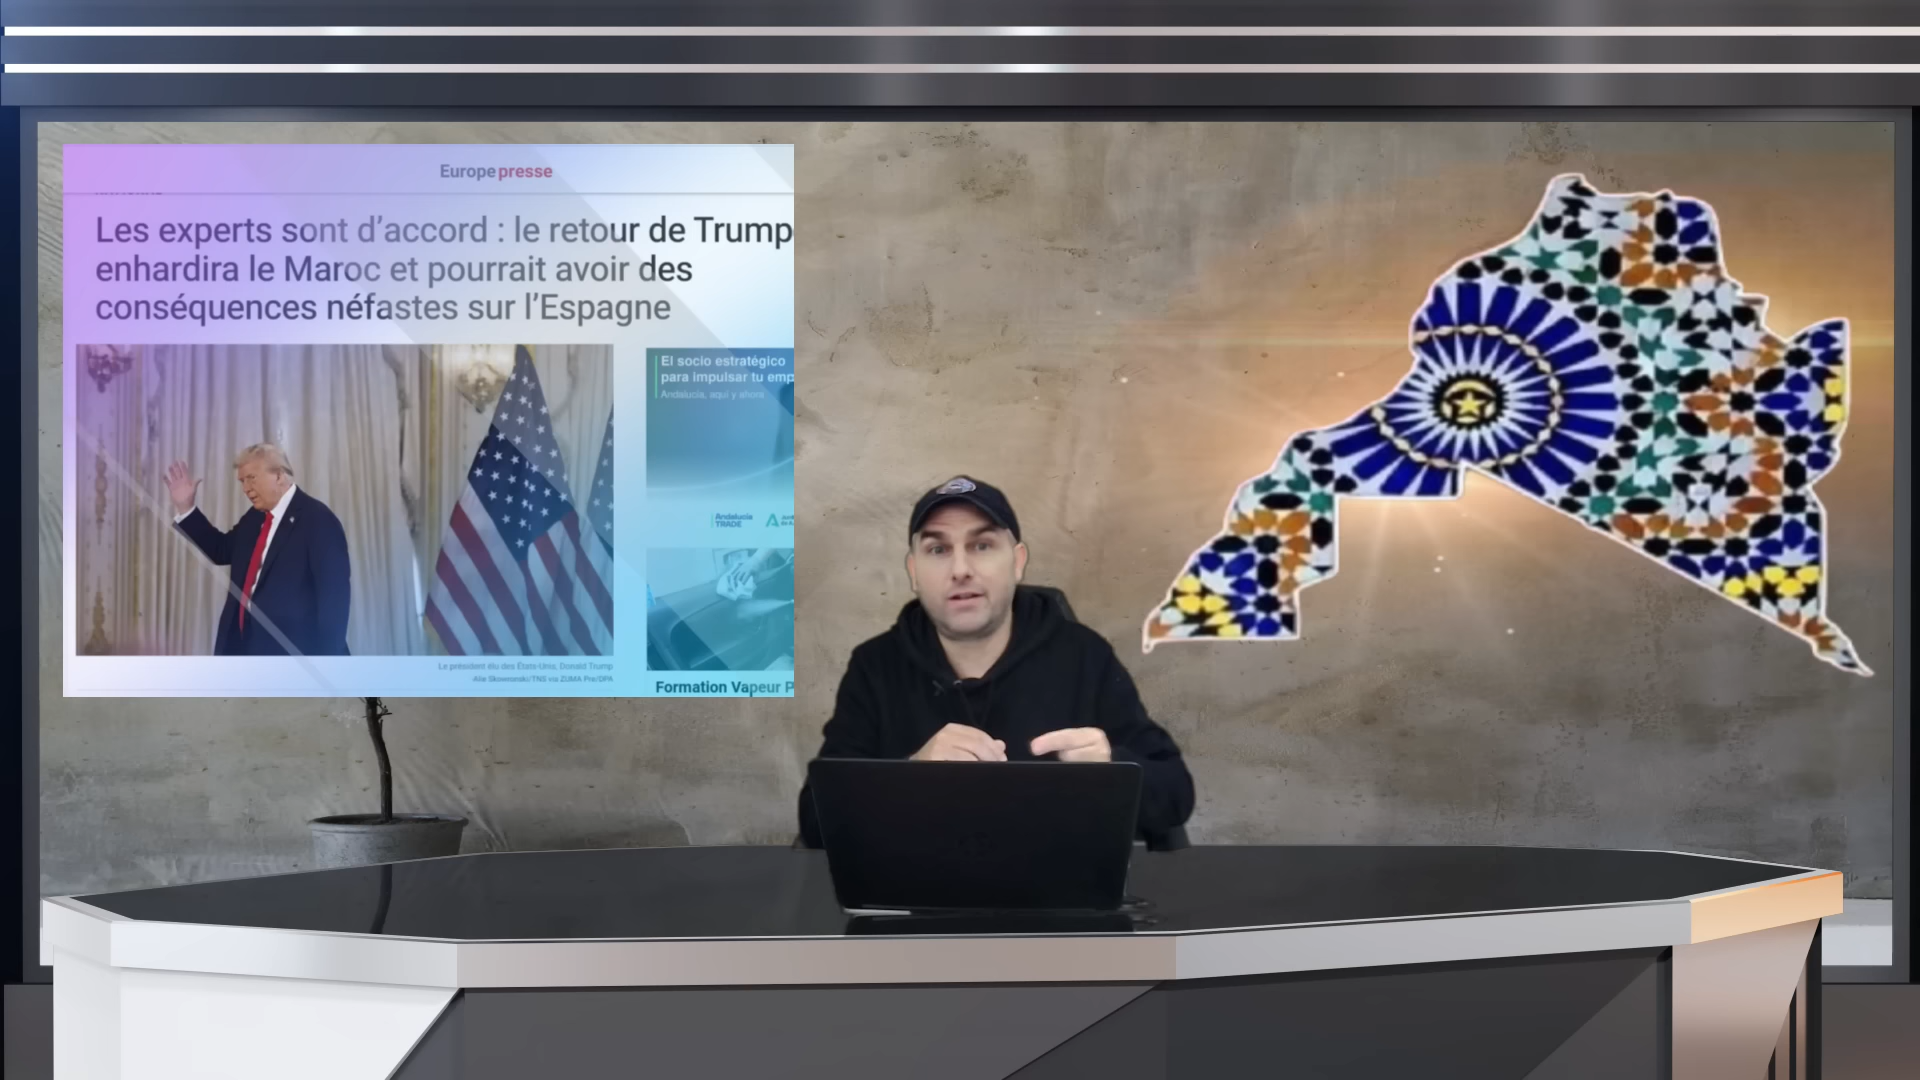 Europe presse
Les experts sont d'accord : le retour de Trump
enhardira le Maroc et pourrait avoir des
conséquences néfastes sur l'Espagne
El socio estratégico
para impulsar tu emp
Andalucía, aquí y ahora
Andalucía
TRADE
Le président élu des États-Unis, Donald Trump
Formation Vapeur P